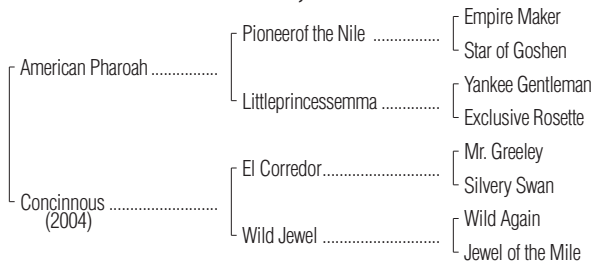 Empire Maker
Pioneerof the Nile ................
Star of Goshen
American Pharoah ................
Yankee Gentleman
Littleprincessemma ..............
Exclusive Rosette
Mr. Greeley
El Corredor............................
Silvery Swan
Concinnous ..........................
(2004)
Wild Again
Wild Jewel ............................
Jewel of the Mile